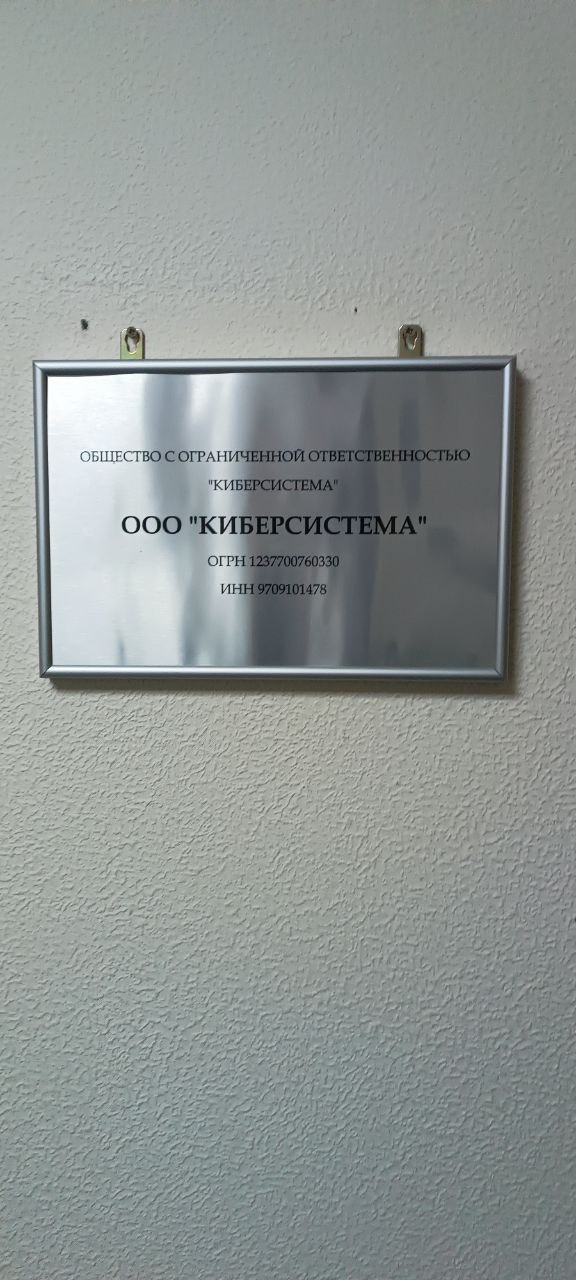 ОБЩЕСТВО С ОГРАНИЧЕННОЙ ОТВЕТСТВЕННОСТЬЮ
"КИБЕРСИСТЕМА"
ООО "КИБЕРСИСТЕМА"
ОГРН 1237700760330
ИНН 9709101478